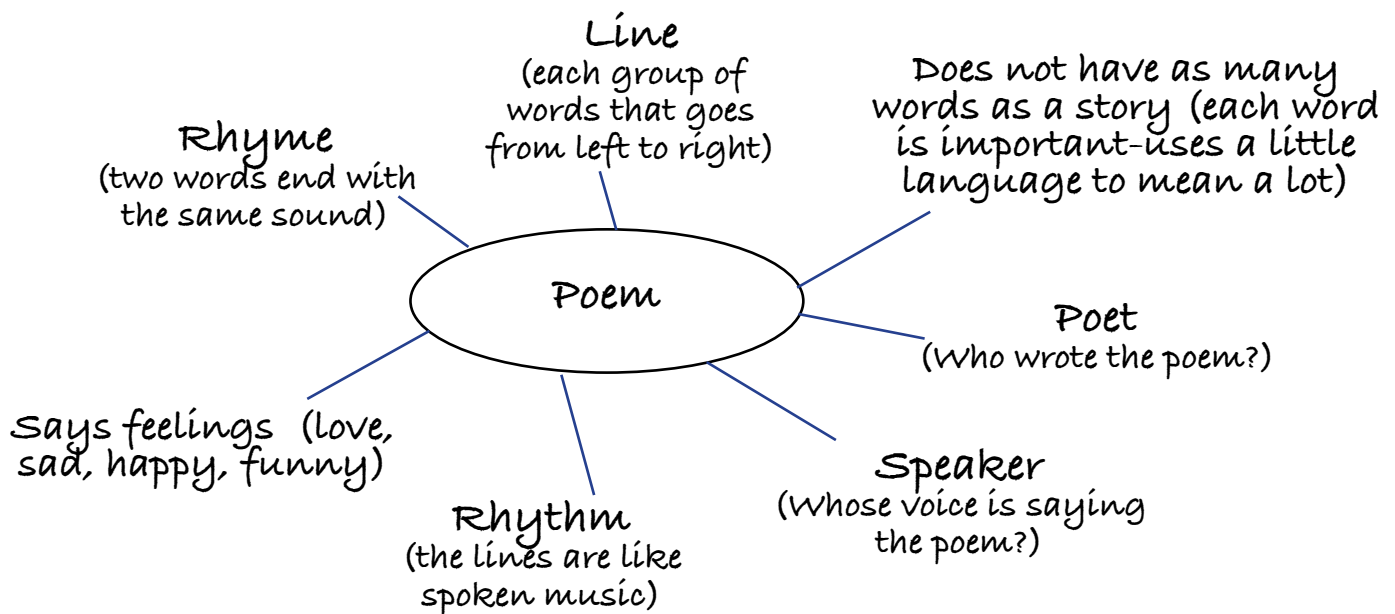 Line
(each group of
words that goes
from left to right)
Does not have as many
words as a story (each word
is important-uses a little
language to mean a lot)
Rhyme
(two words end with
the same sound)
Poem
Poet
(Who wrote the poem?)
Says feelings (love,
sad, happy, funny)
Speaker
(Whose voice is saying
the poem?)
Rhythm
(the lines are like
spoken music)